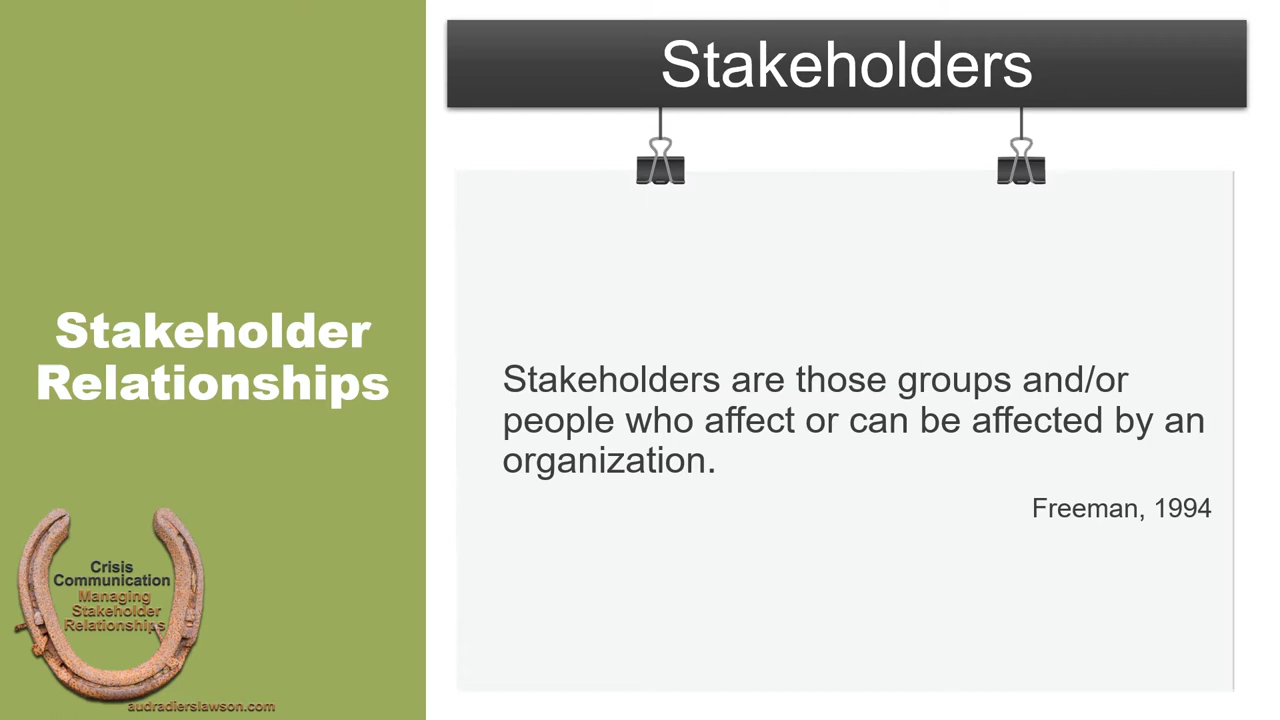 Stakeholders
Stakeholder
Relationships
Stakeholders are those groups and/or
people who affect or can be affected by an
organization.
Freeman, 1994
Crisis
Communication
Managing
Stakeholder
Relationships
audradierslawson.com